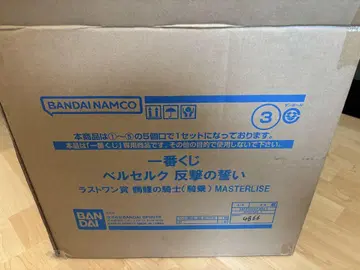 BANDAI NAMCO
③
本商品は①~⑤の5個口で1セットになっております。
本品は「一番くじ」専用商品です。その他の目的で使用しないで下さい。
一番くじ
ベルセルク 反撃の誓い
ラストワン賞 髑髏の騎士（騎乗）MASTERLISE
BAN
DAI